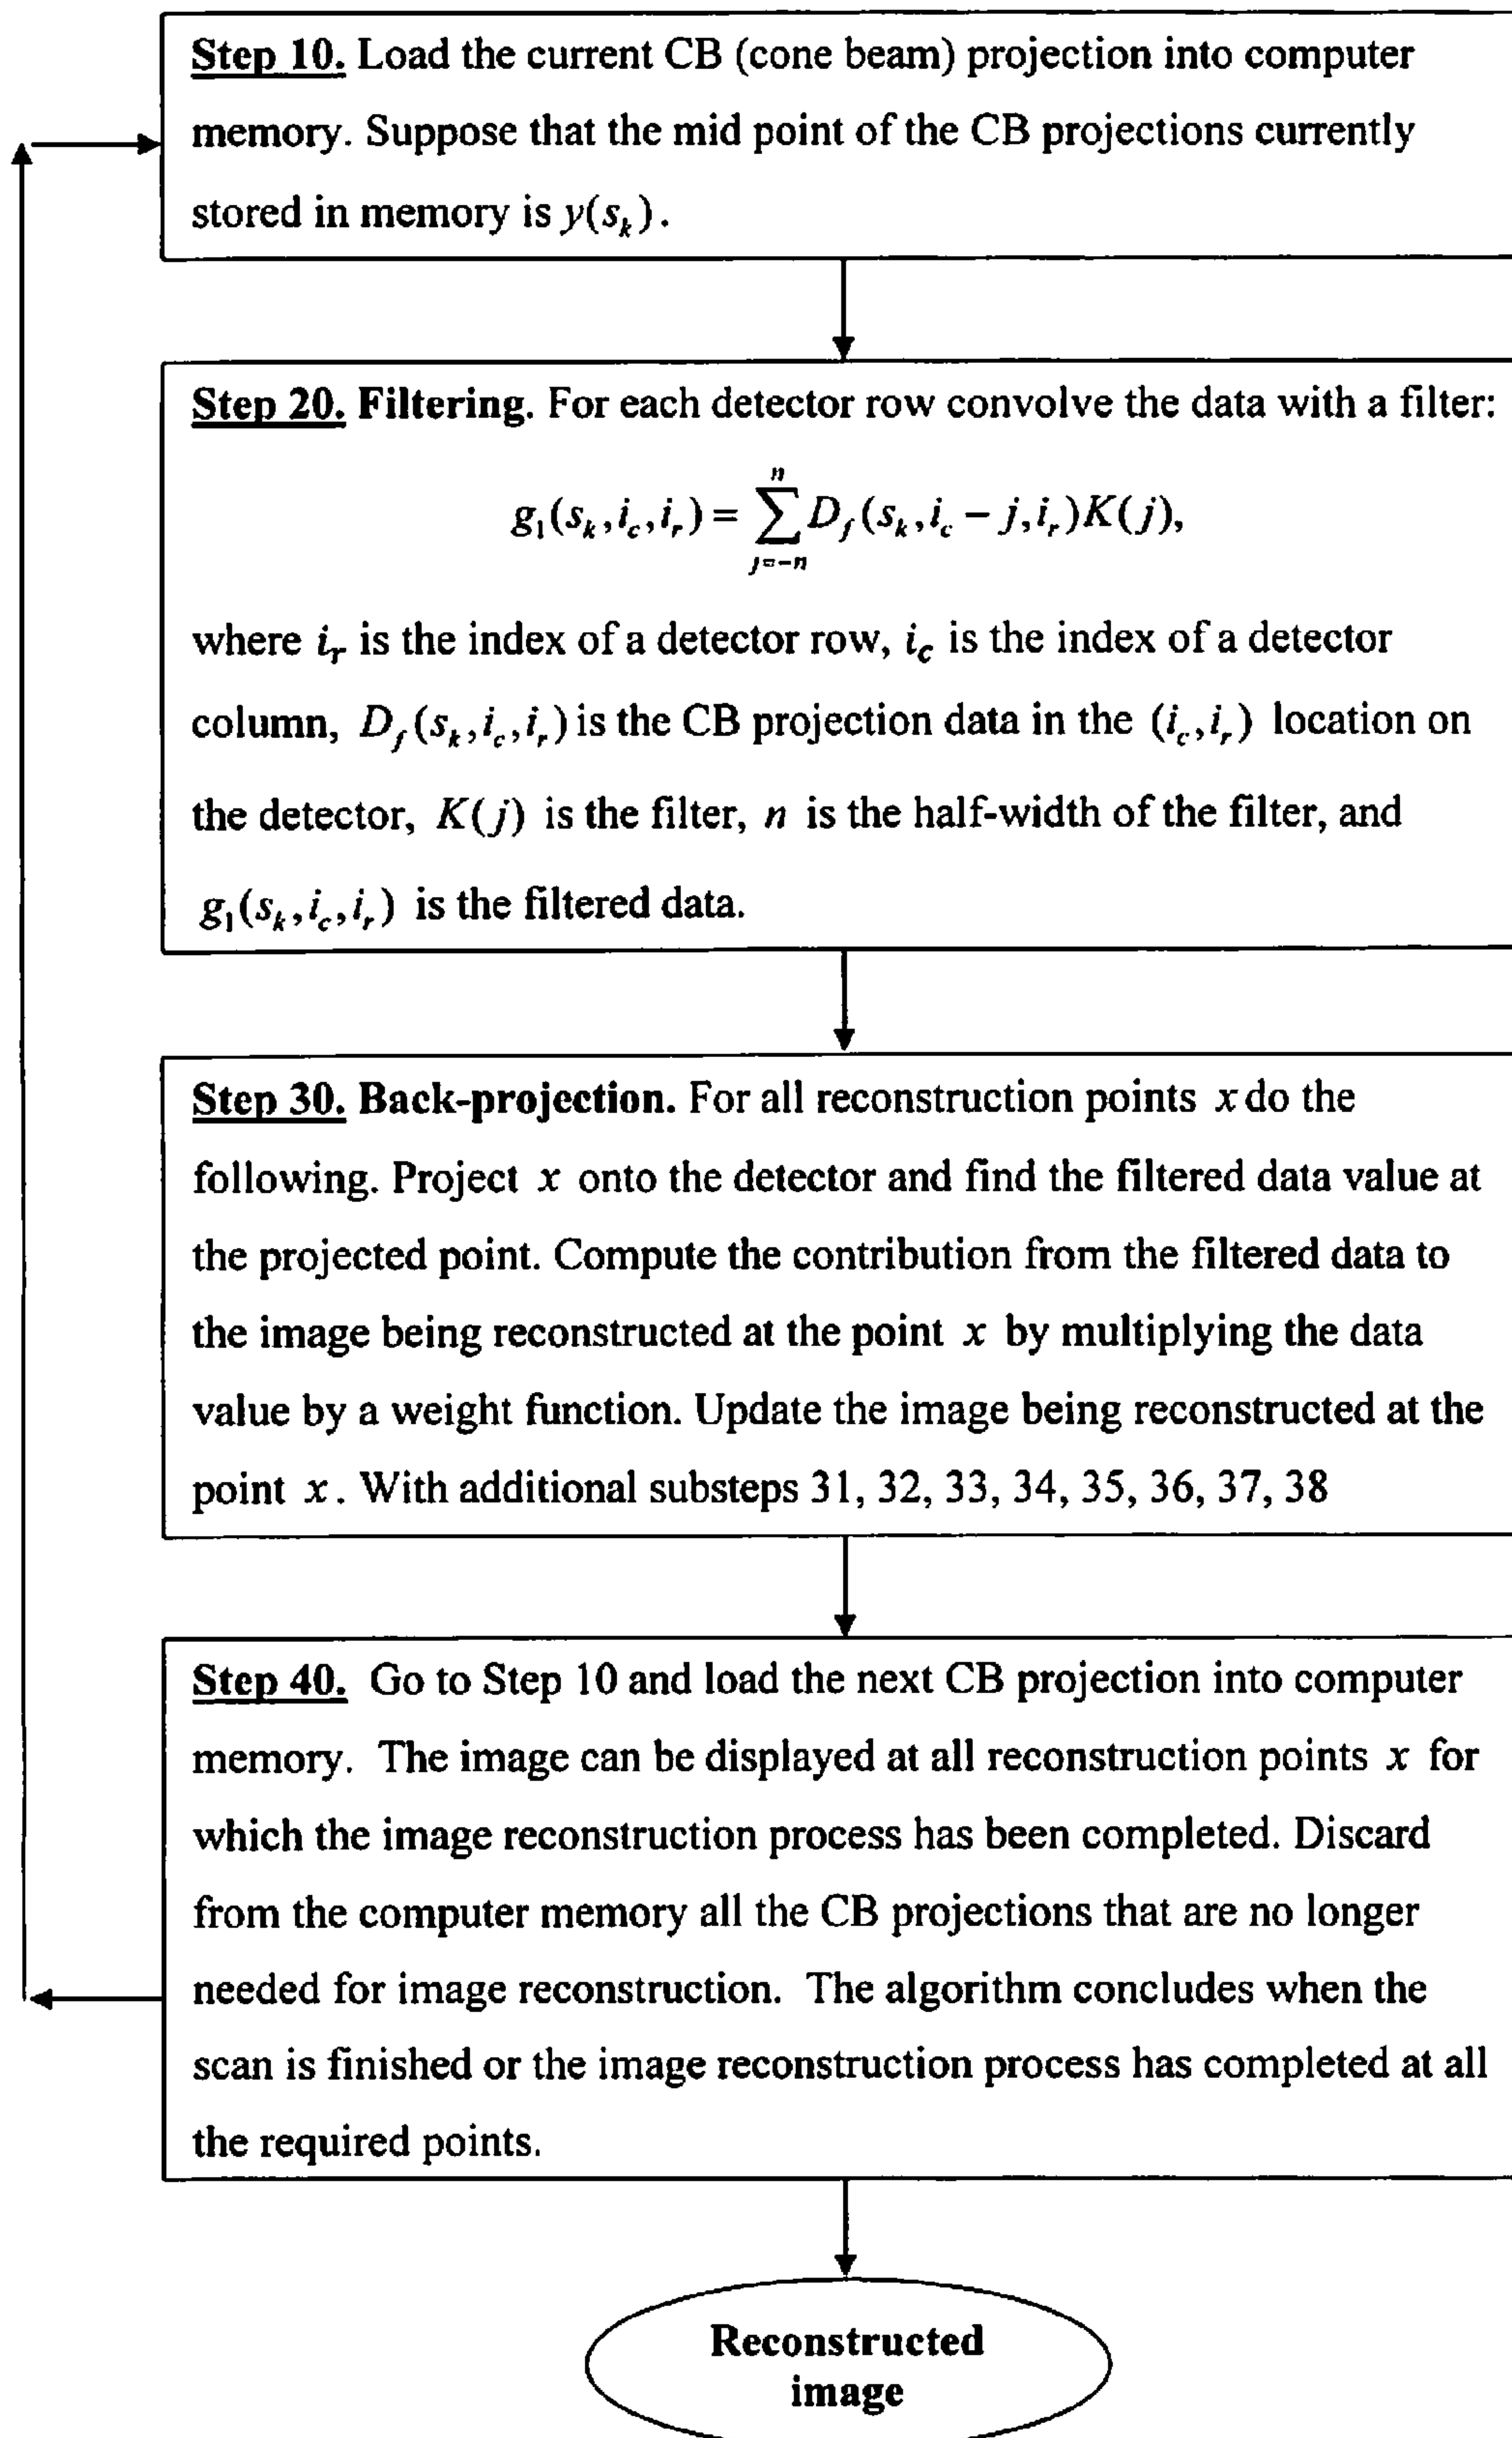 Step 10. Load the current CB (cone beam) projection into computer
memory. Suppose that the mid point of the CB projections currently
stored in memory is y(s_k).
Step 20. Filtering. For each detector row convolve the data with a filter:
g_1(s_k, i_c, i_r) = \sum_{j=-n}^{n} D_f(s_k, i_c - j, i_r)K(j),
where i_r is the index of a detector row, i_c is the index of a detector
column, D_f(s_k, i_c, i_r) is the CB projection data in the (i_c, i_r) location on
the detector, K(j) is the filter, n is the half-width of the filter, and
g_1(s_k, i_c, i_r) is the filtered data.
Step 30. Back-projection. For all reconstruction points x do the
following. Project x onto the detector and find the filtered data value at
the projected point. Compute the contribution from the filtered data to
the image being reconstructed at the point x by multiplying the data
value by a weight function. Update the image being reconstructed at the
point x. With additional substeps 31, 32, 33, 34, 35, 36, 37, 38
Step 40. Go to Step 10 and load the next CB projection into computer
memory. The image can be displayed at all reconstruction points x for
which the image reconstruction process has been completed. Discard
from the computer memory all the CB projections that are no longer
needed for image reconstruction. The algorithm concludes when the
scan is finished or the image reconstruction process has completed at all
the required points.
Reconstructed
image